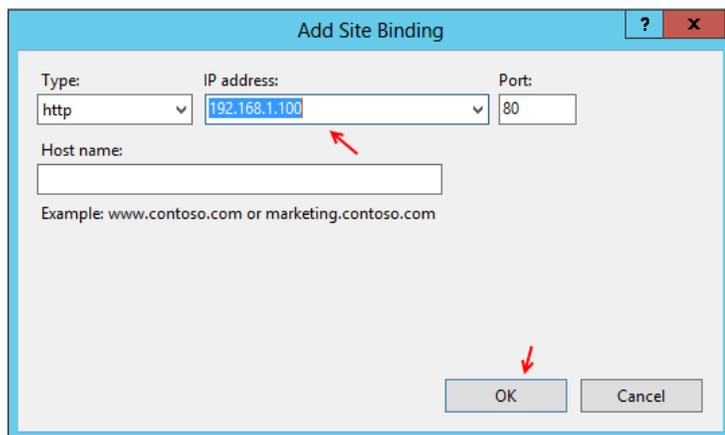 Add Site Binding
?
x
Type:
IP address:
Port:
http
192.168.1.100
80
Host name:
Example: www.contoso.com or marketing.contoso.com
OK
Cancel